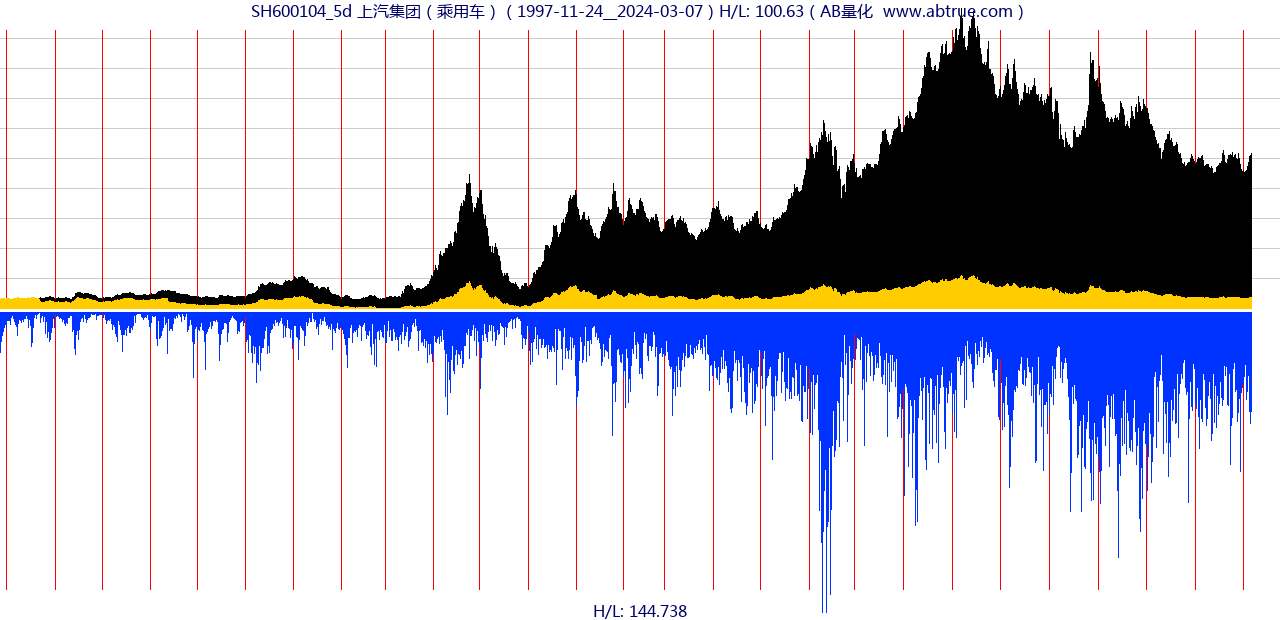 SH600104_5d 上汽集团 ( 乘用车 ) ( 1997-11-24__2024-03-07 ) H/L: 100.63 ( AB量化  www.abtrue.com )
H/L: 144.738